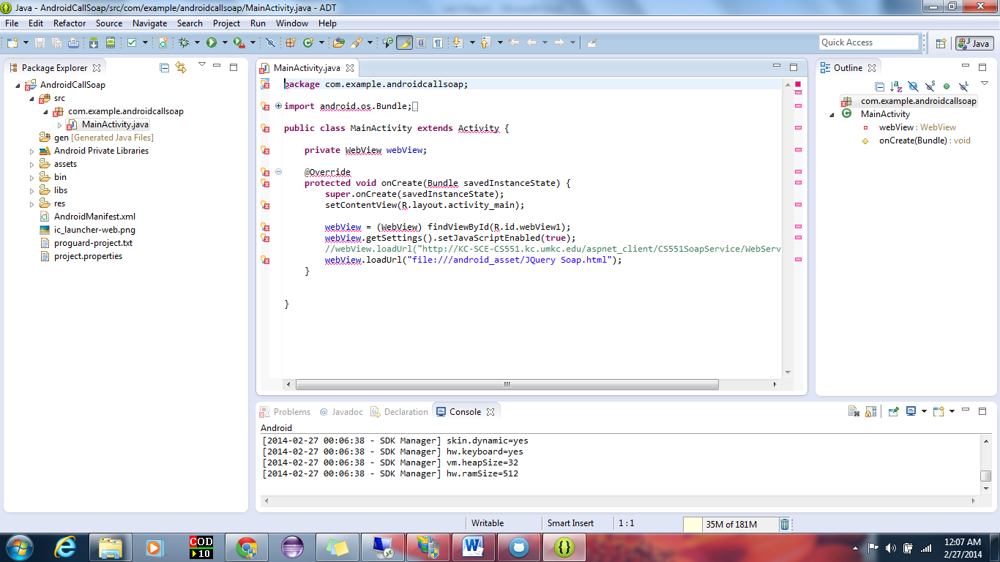 Java - AndroidCallSoap/src/com/example/androidcallsoap/MainActivity.java - ADT
File Edit Refactor Source Navigate Search Project Run Window Help
Quick Access
Java
Package Explorer
AndroidCallSoap
src
com.example.androidcallsoap
MainActivity.java
gen [Generated Java Files]
Android Private Libraries
assets
bin
libs
res
AndroidManifest.xml
ic_launcher-web.png
proguard-project.txt
project.properties
MainActivity.java
package com.example.androidcallsoap;
import android.os.Bundle;
public class MainActivity extends Activity {
private WebView webView;
@Override
protected void onCreate(Bundle savedInstanceState) {
super.onCreate(savedInstanceState);
setContentView(R.layout.activity_main);
webView = (WebView) findViewById(R.id.webView1);
webView.getSettings().setJavaScriptEnabled(true);
//webView.loadUrl("http://KC-SCE-CS551.kc.umkc.edu/aspnet_client/CS551SoapService/WebServ
webView.loadUrl("file:///android_asset/JQuery Soap.html");
}
}
Outline
com.example.androidcallsoap
MainActivity
webView : WebView
onCreate(Bundle) : void
Problems @ Javadoc Declaration Console
Android
[2014-02-27 00:06:38 - SDK Manager] skin.dynamic=yes
[2014-02-27 00:06:38 - SDK Manager] hw.keyboard=yes
[2014-02-27 00:06:38 - SDK Manager] vm.heapSize=32
[2014-02-27 00:06:38 - SDK Manager] hw.ramSize=512
Writable Smart Insert 1 : 1 35M of 181M
COD
10
12:07 AM
2/27/2014